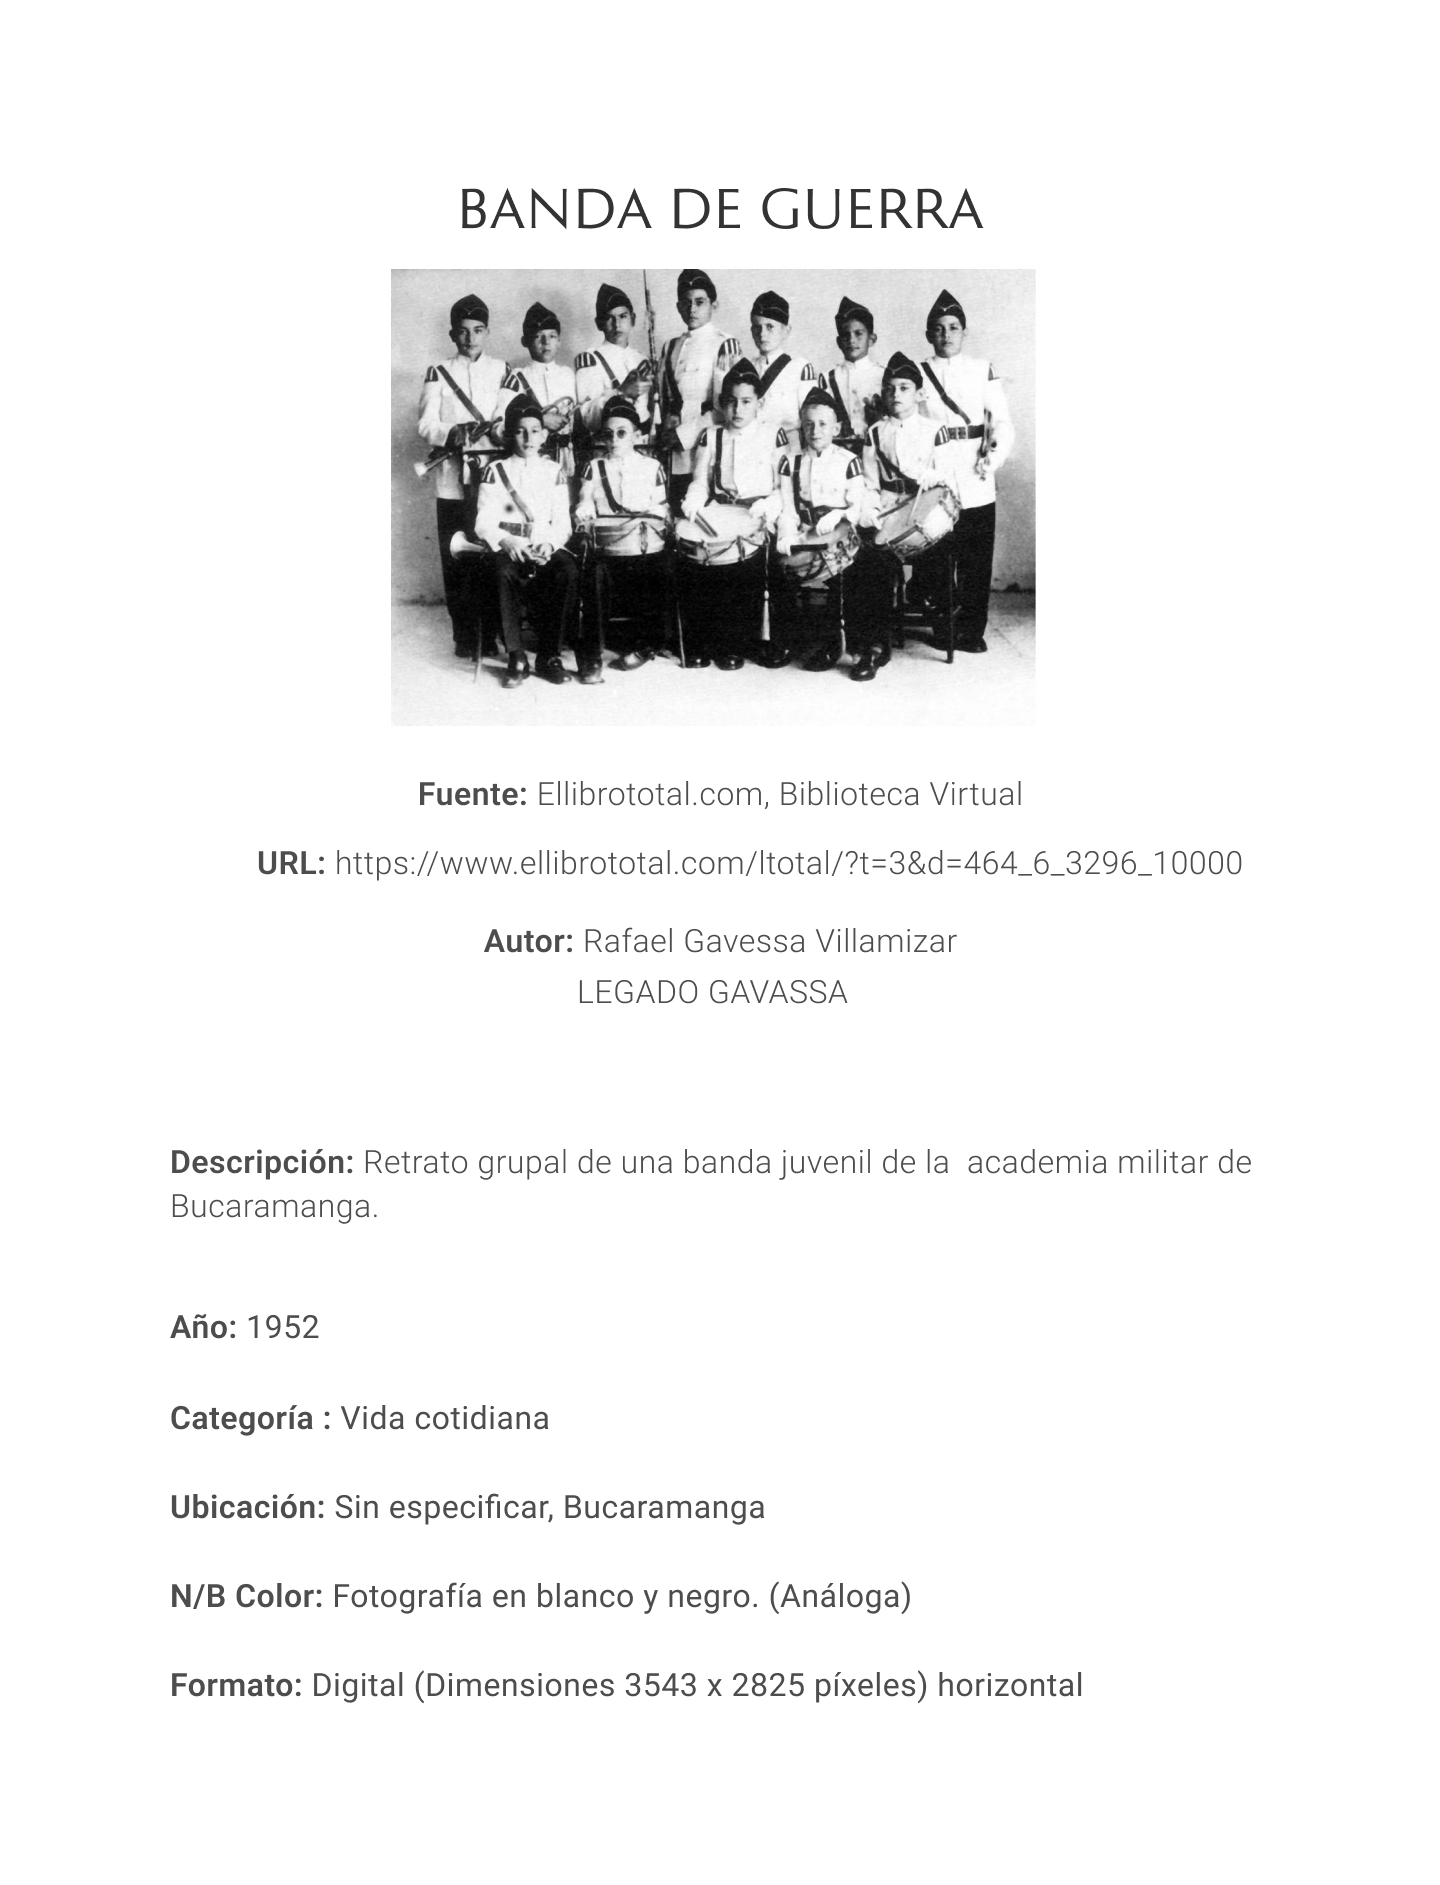 BANDA DE GUERRA
Fuente: Ellibrototal.com, Biblioteca Virtual
URL: https://www.ellibrototal.com/ltotal/?t=3&d=464_6_3296_10000
Autor: Rafael Gavessa Villamizar
LEGADO GAVASSA
Descripción: Retrato grupal de una banda juvenil de la  academia militar de
Bucaramanga.
Año: 1952
Categoría : Vida cotidiana
Ubicación: Sin especificar, Bucaramanga
N/B Color: Fotografía en blanco y negro. (Análoga)
Formato: Digital (Dimensiones 3543 x 2825 píxeles) horizontal